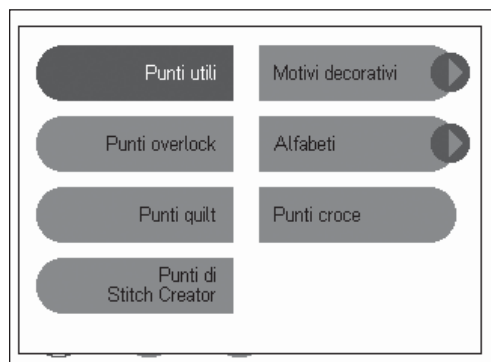 Punti utili
Motivi decorativi
Punti overlock
Alfabeti
Punti quilt
Punti croce
Punti di
Stitch Creator